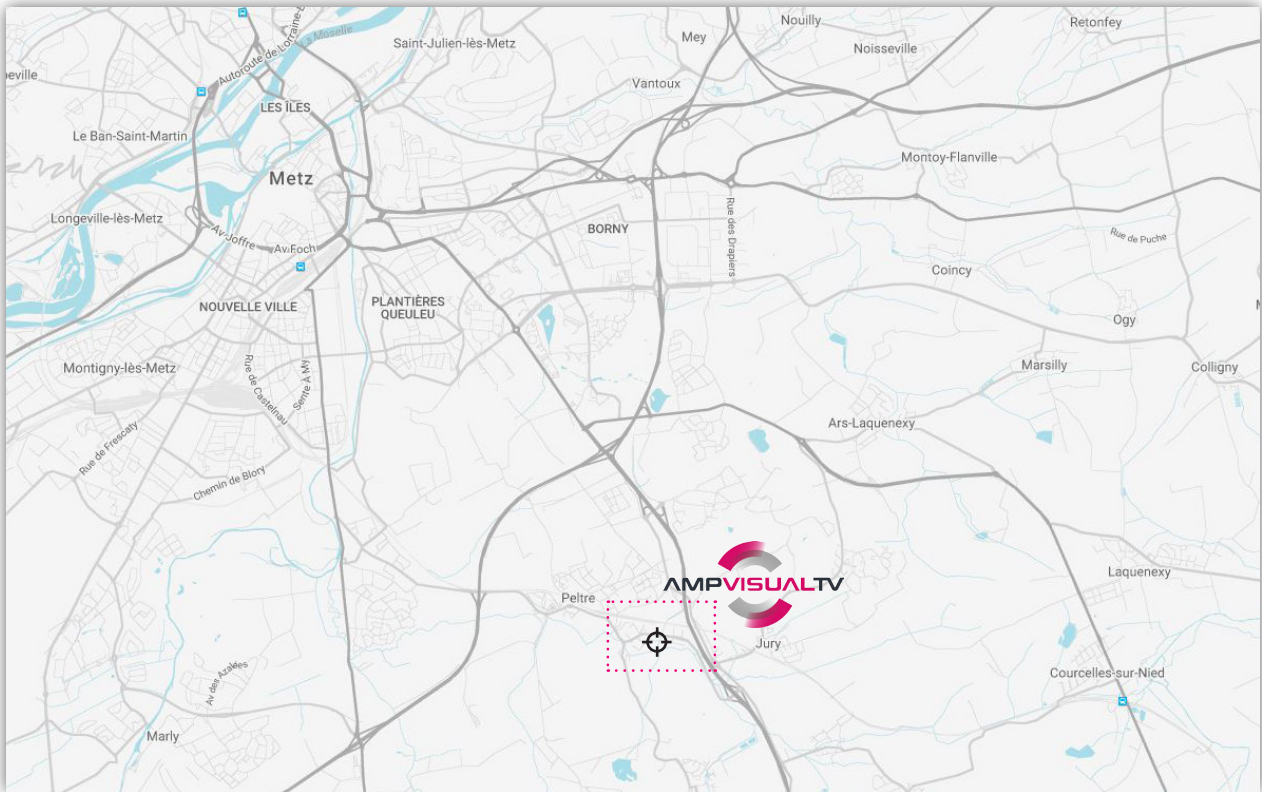 Nouilly
Retonfey
Autoroute de Lorraine-B
La Moselle
Saint-Julien-lès-Metz
Mey
Noisseville
eville
Vantoux
LES ÎLES
Le Ban-Saint-Martin
Montoy-Flanville
Metz
Longeville-lès-Metz
Av. Joffre
Av. Foch
BORNY
Rue des Drapiers
Rue de Puche
Coincy
NOUVELLE VILLE
PLANTIÈRES
QUEULEU
Ogy
Montigny-lès-Metz
Rue de Castelnau
Sente À My
Marsilly
Colligny
Ars-Laquenexy
Rue de Frescaty
Chemin de Blory
AMPVISUALTV
Laquenexy
Peltre
Jury
Av. des Azalées
Courcelles-sur-Nied
Marly